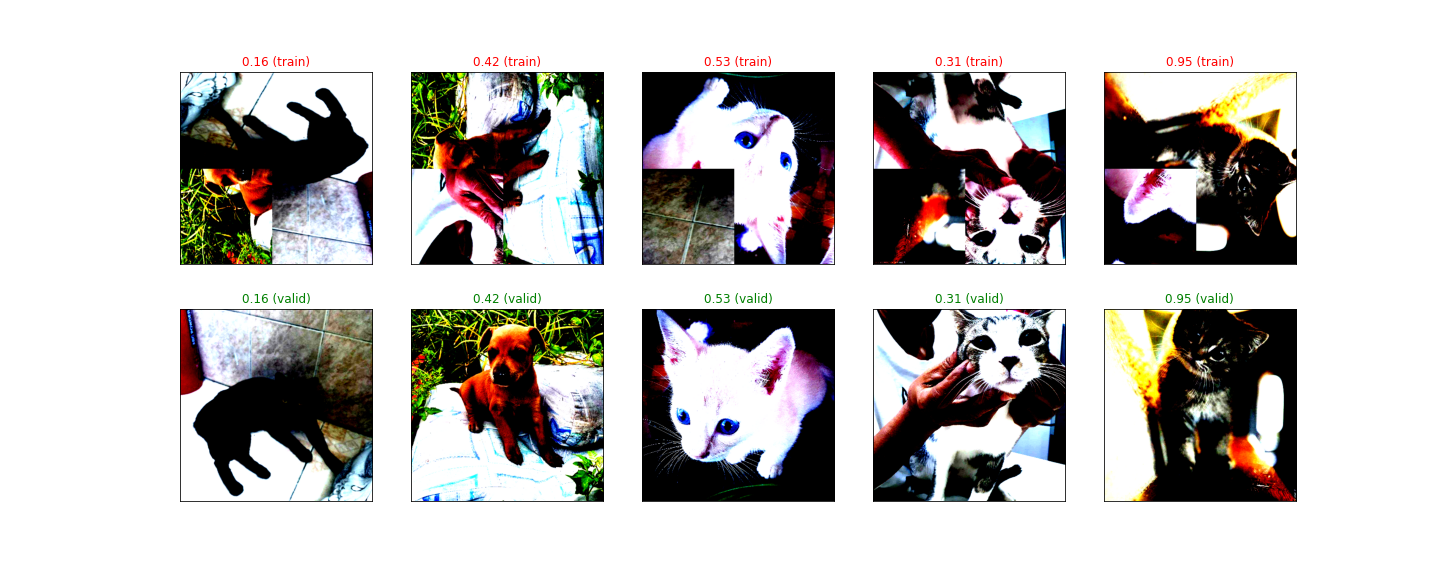 0.16 (train)
0.42 (train)
0.53 (train)
0.31 (train)
0.95 (train)
0.16 (valid)
0.42 (valid)
0.53 (valid)
0.31 (valid)
0.95 (valid)